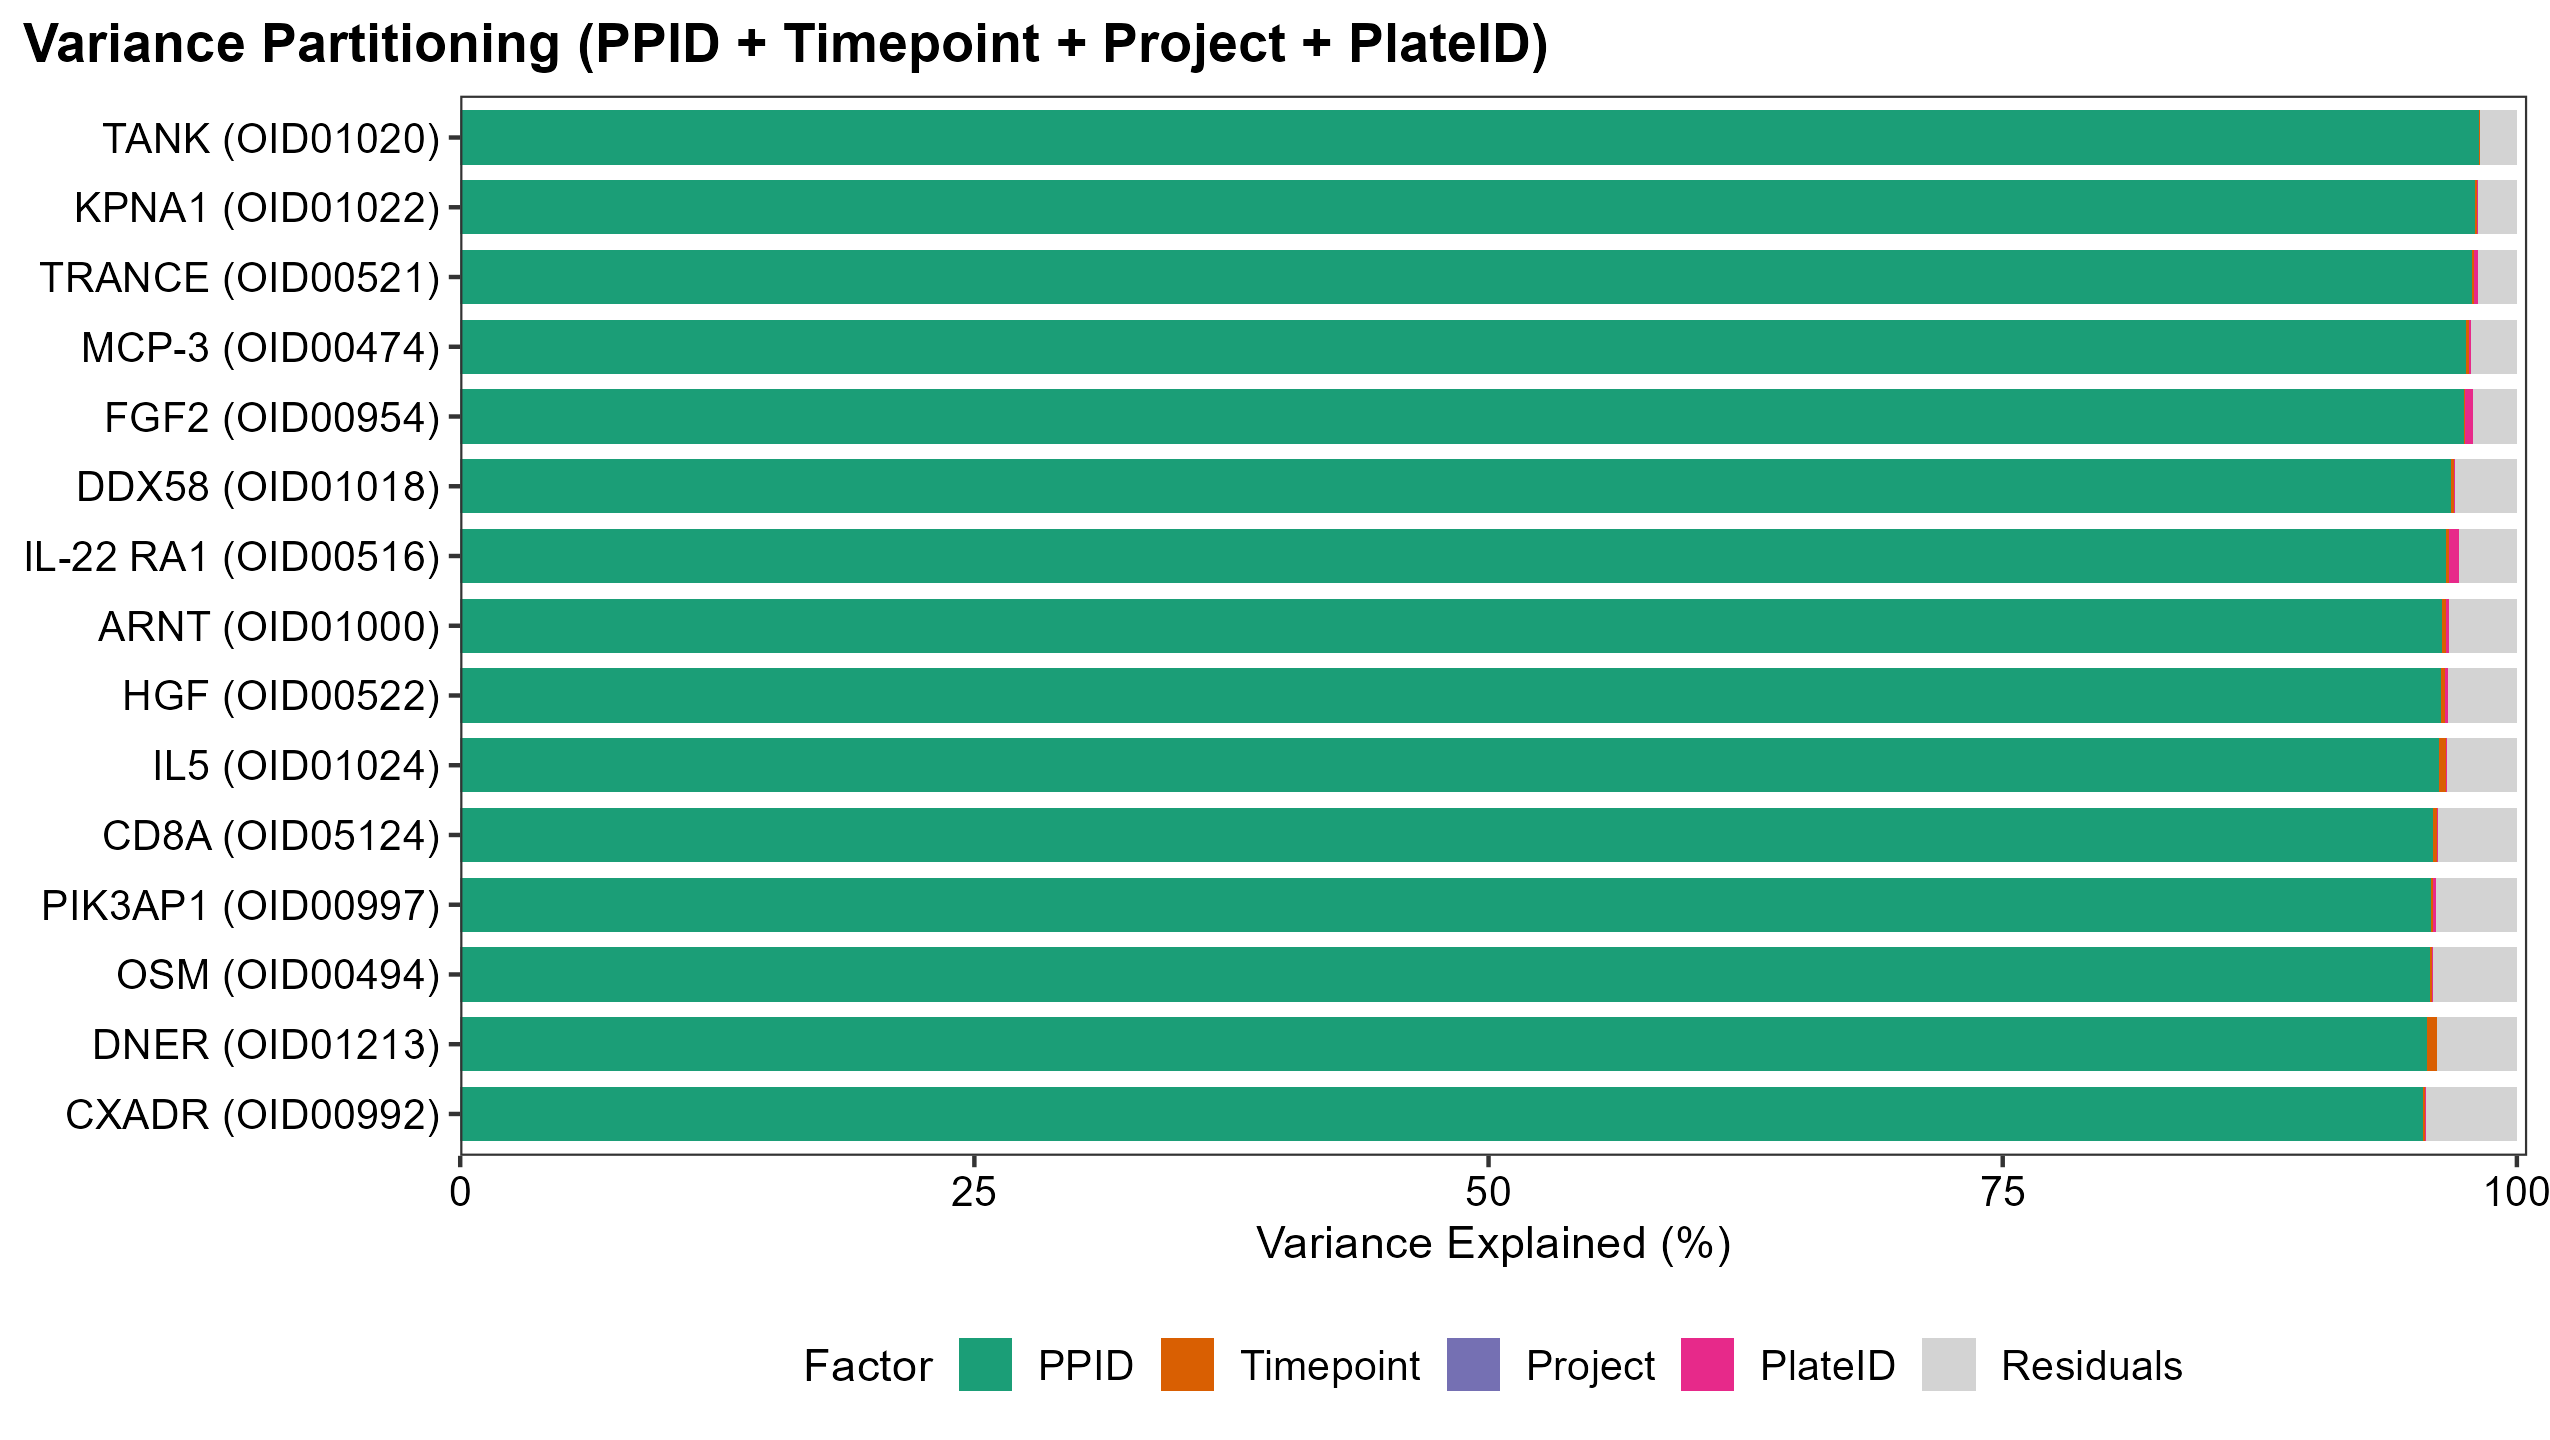 Variance Partitioning (PPID + Timepoint + Project + PlateID)
TANK (OID01020)
KPNA1 (OID01022)
TRANCE (OID00521)
MCP-3 (OID00474)
FGF2 (OID00954)
DDX58 (OID01018)
IL-22 RA1 (OID00516)
ARNT (OID01000)
HGF (OID00522)
IL5 (OID01024)
CD8A (OID05124)
PIK3AP1 (OID00997)
OSM (OID00494)
DNER (OID01213)
CXADR (OID00992)
0 25 50 75 100
Variance Explained (%)
Factor PPID Timepoint Project PlateID Residuals